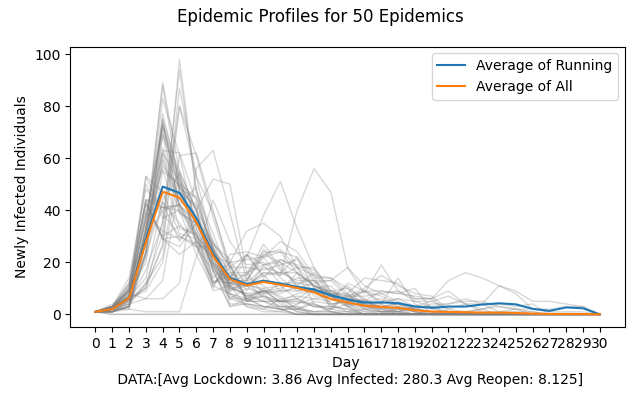 Epidemic Profiles for 50 Epidemics
100
80
60
40
20
0
Newly Infected Individuals
Average of Running
Average of All
0 1 2 3 4 5 6 7 8 9 10 11 12 13 14 15 16 17 18 19 20 21 22 23 24 25 26 27 28 29 30
Day
DATA:[Avg Lockdown: 3.86 Avg Infected: 280.3 Avg Reopen: 8.125]